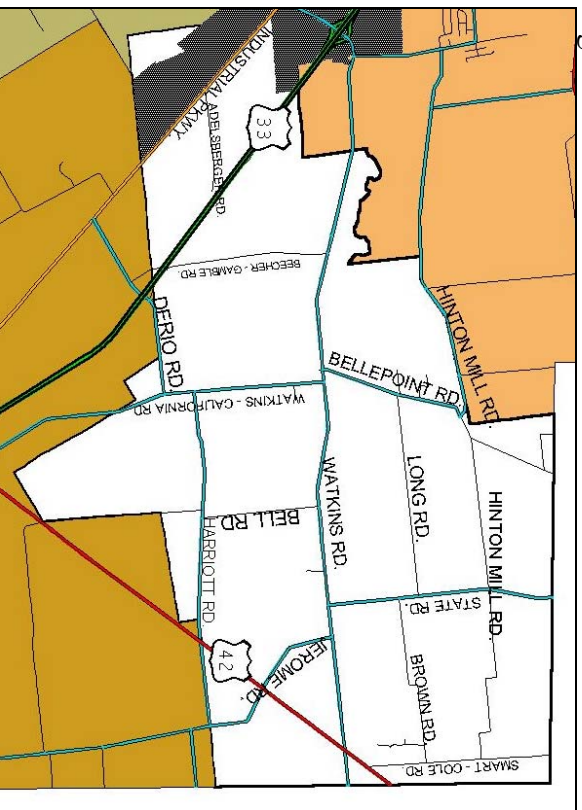 INDUSTRIAL PKWY
33
ADELSBERGER RD.
BEECHER - GAMBLE RD.
DERIO RD.
HINTON MILL RD.
BELLEPOINT RD.
WATKINS - CALIFORNIA RD
WATKINS RD.
LONG RD.
HINTON MILL RD.
BELL RD.
HARRIOTT RD.
STATE RD.
42
JEROME RD.
BROWN RD.
SMART - COLE RD.